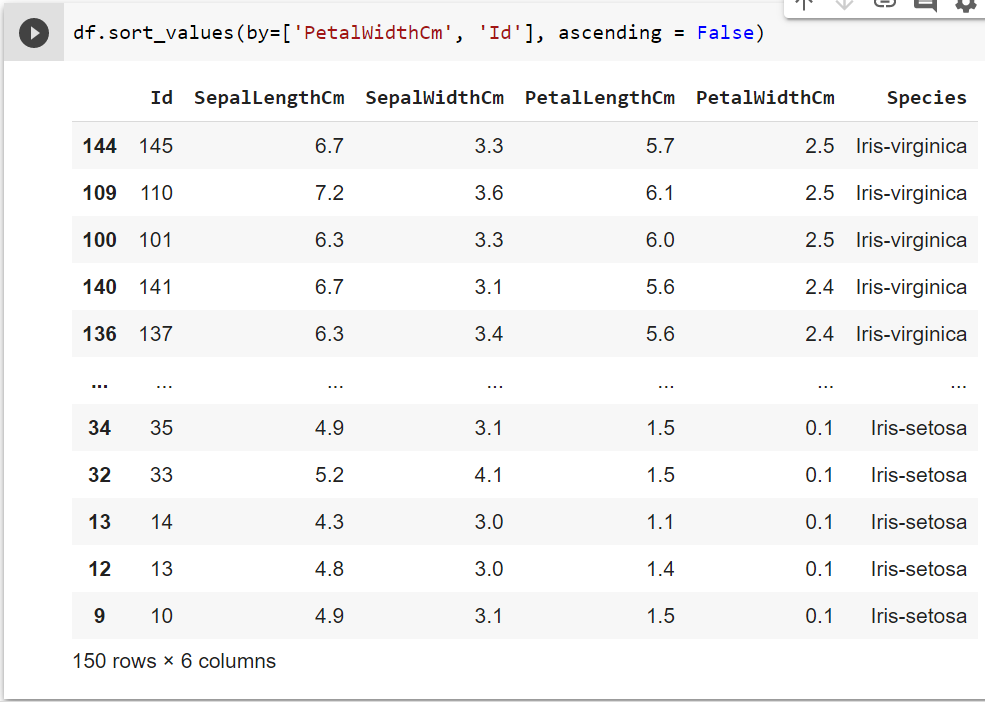 df.sort_values(by=['PetalWidthCm', 'Id'], ascending = False)
Id SepalLengthCm SepalWidthCm PetalLengthCm PetalWidthCm Species
144 145 6.7 3.3 5.7 2.5 Iris-virginica
109 110 7.2 3.6 6.1 2.5 Iris-virginica
100 101 6.3 3.3 6.0 2.5 Iris-virginica
140 141 6.7 3.1 5.6 2.4 Iris-virginica
136 137 6.3 3.4 5.6 2.4 Iris-virginica
... ... ... ... ... ... ...
34 35 4.9 3.1 1.5 0.1 Iris-setosa
32 33 5.2 4.1 1.5 0.1 Iris-setosa
13 14 4.3 3.0 1.1 0.1 Iris-setosa
12 13 4.8 3.0 1.4 0.1 Iris-setosa
9 10 4.9 3.1 1.5 0.1 Iris-setosa
150 rows × 6 columns